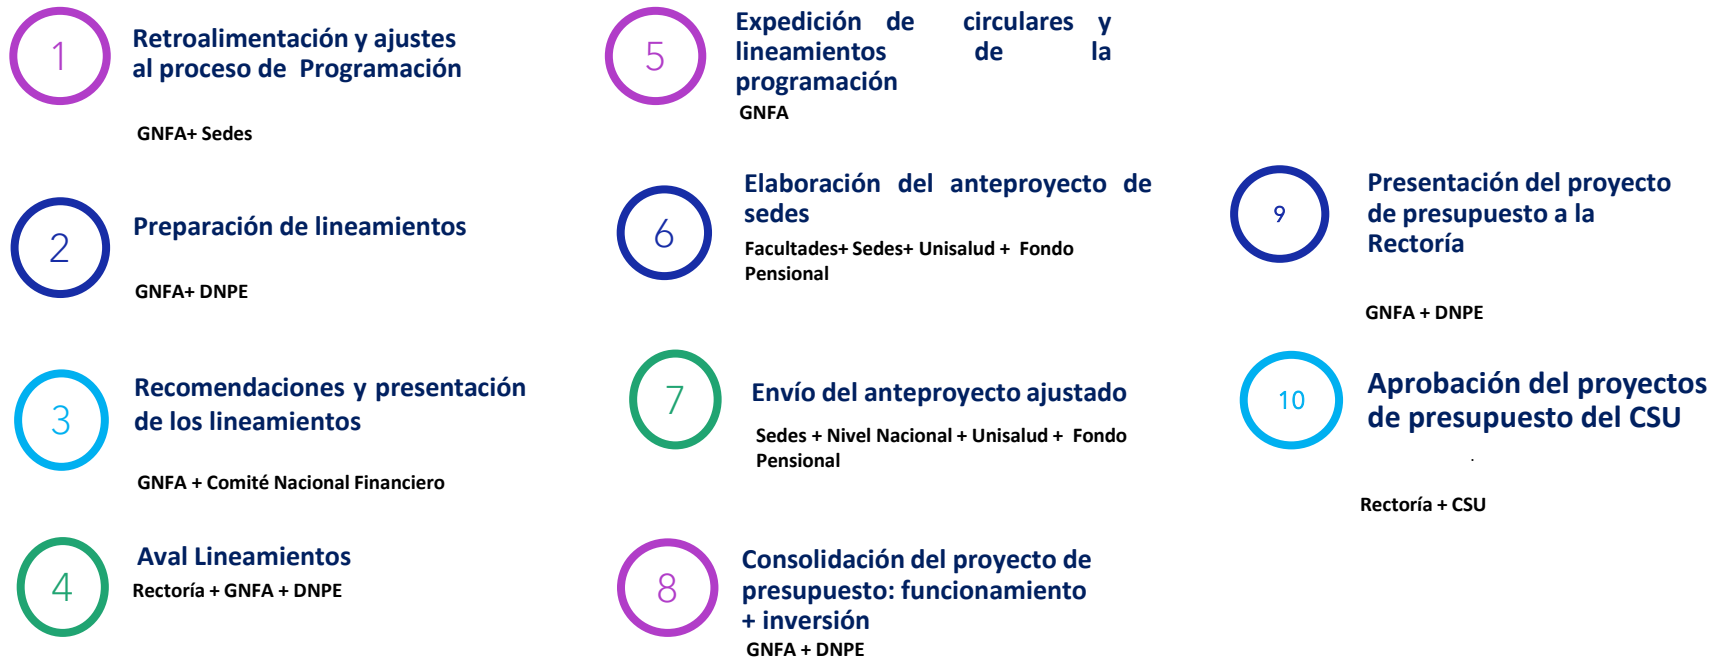 1
Retroalimentación y ajustes
al proceso de Programación
GNFA+ Sedes
2
Preparación de lineamientos
GNFA+ DNPE
3
Recomendaciones y presentación
de los lineamientos
GNFA + Comité Nacional Financiero
4
Aval Lineamientos
Rectoría + GNFA + DNPE
5
Expedición de circulares y
lineamientos de la
programación
GNFA
6
Elaboración del anteproyecto de
sedes
Facultades+ Sedes+ Unisalud + Fondo
Pensional
7
Envío del anteproyecto ajustado
Sedes + Nivel Nacional + Unisalud + Fondo
Pensional
8
Consolidación del proyecto de
presupuesto: funcionamiento
+ inversión
GNFA + DNPE
9
Presentación del proyecto
de presupuesto a la
Rectoría
GNFA + DNPE
10
Aprobación del proyectos
de presupuesto del CSU
.
Rectoría + CSU